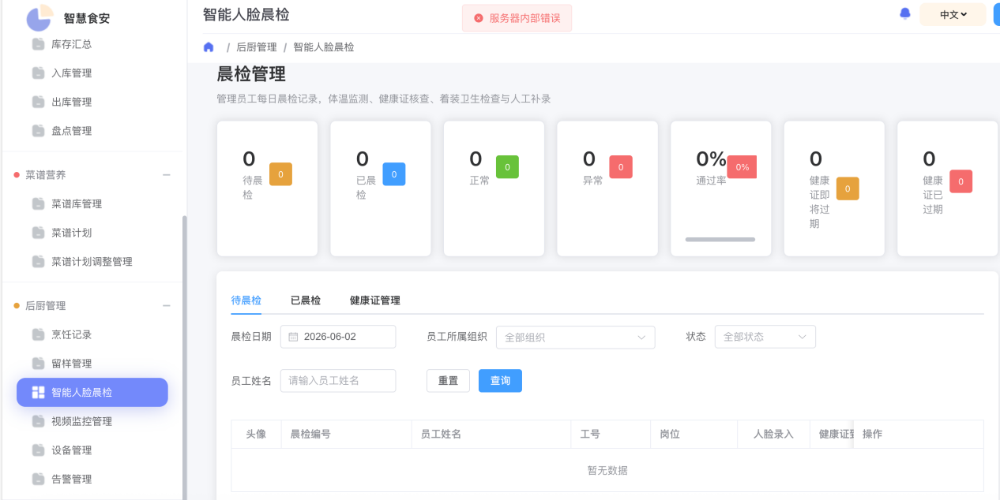 智慧食安
库存汇总
入库管理
出库管理
盘点管理
菜谱营养
菜谱库管理
菜谱计划
菜谱计划调整管理
后厨管理
烹饪记录
留样管理
智能人脸晨检
视频监控管理
设备管理
告警管理
智能人脸晨检
服务器内部错误
中文
/ 后厨管理 / 智能人脸晨检
晨检管理
管理员工每日晨检记录，体温监测、健康证核查、着装卫生检查与人工补录
0
待晨
检
0
0
已晨
检
0
0
正常
0
0
异常
0
0%
通过率
0%
0
健康
证即
将过
期
0
0
健康
证已
过期
0
待晨检 已晨检 健康证管理
晨检日期 2026-06-02 员工所属组织 全部组织 状态 全部状态
员工姓名 请输入员工姓名 重置 查询
头像 晨检编号 员工姓名 工号 岗位 人脸录入 健康证 操作
暂无数据